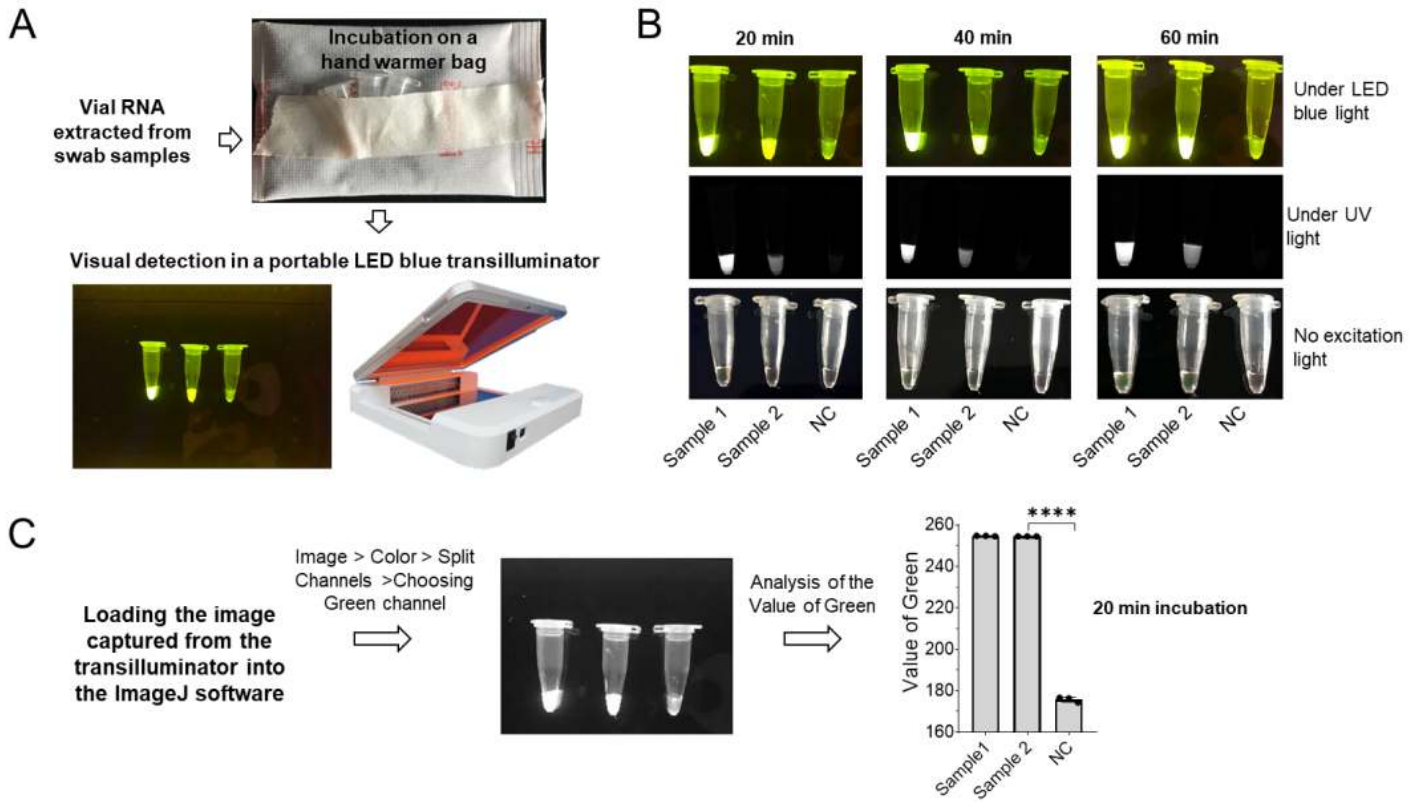 A
Incubation on a
hand warmer bag
Vial RNA
extracted from
swab samples
Visual detection in a portable LED blue transilluminator
B
20 min
40 min
60 min
Under LED
blue light
Under UV
light
No excitation
light
Sample 1
Sample 2
NC
Sample 1
Sample 2
NC
Sample 1
Sample 2
NC
C
Loading the image
captured from the
transilluminator into
the ImageJ software
Image > Color > Split
Channels >Choosing
Green channel
Analysis of the
Value of Green
Value of Green
260
240
220
200
180
160
****
Sample1
Sample 2
NC
20 min incubation